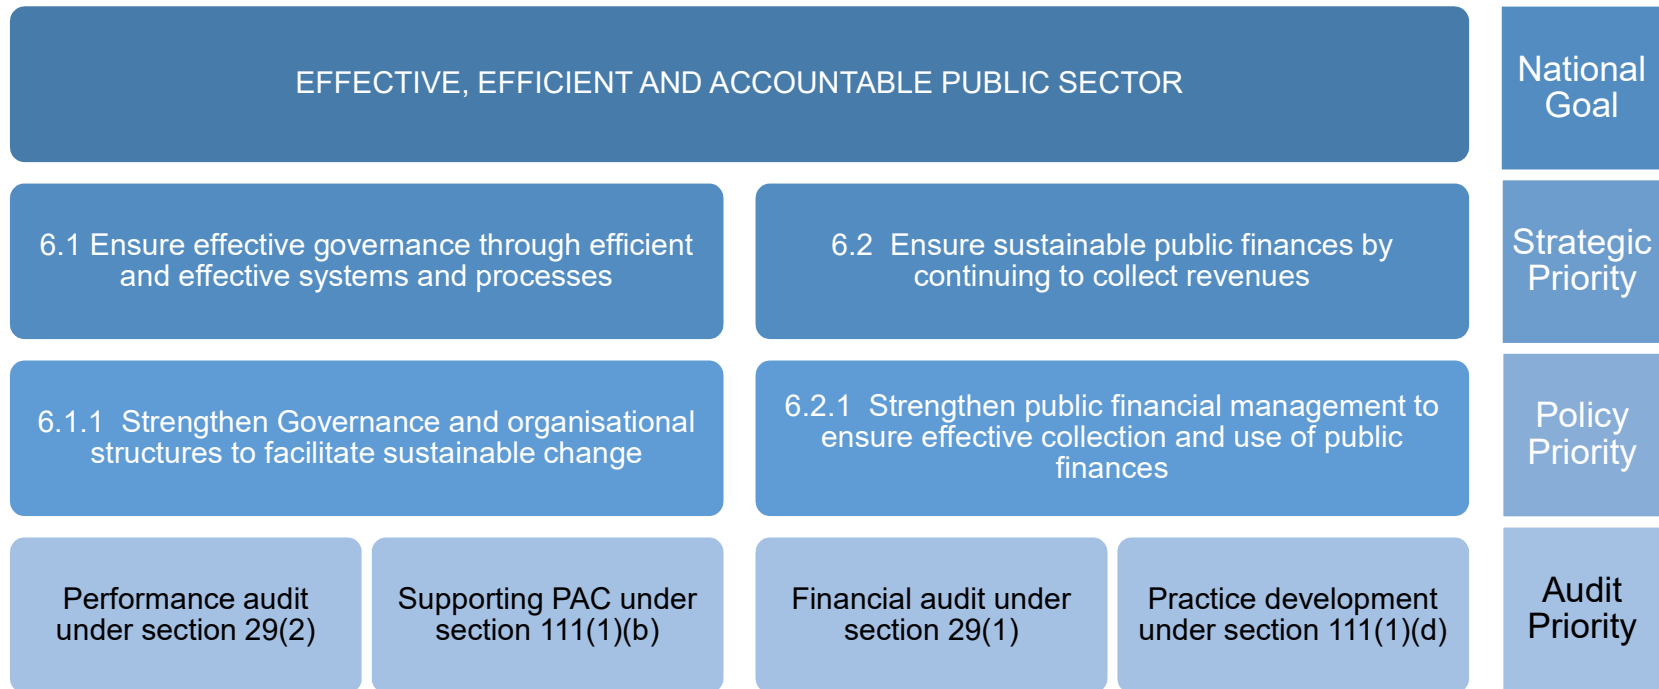 EFFECTIVE, EFFICIENT AND ACCOUNTABLE PUBLIC SECTOR
National
Goal
6.1 Ensure effective governance through efficient
and effective systems and processes
6.2  Ensure sustainable public finances by
continuing to collect revenues
Strategic
Priority
6.1.1  Strengthen Governance and organisational
structures to facilitate sustainable change
6.2.1  Strengthen public financial management to
ensure effective collection and use of public
finances
Policy
Priority
Performance audit
under section 29(2)
Supporting PAC under
section 111(1)(b)
Financial audit under
section 29(1)
Practice development
under section 111(1)(d)
Audit
Priority